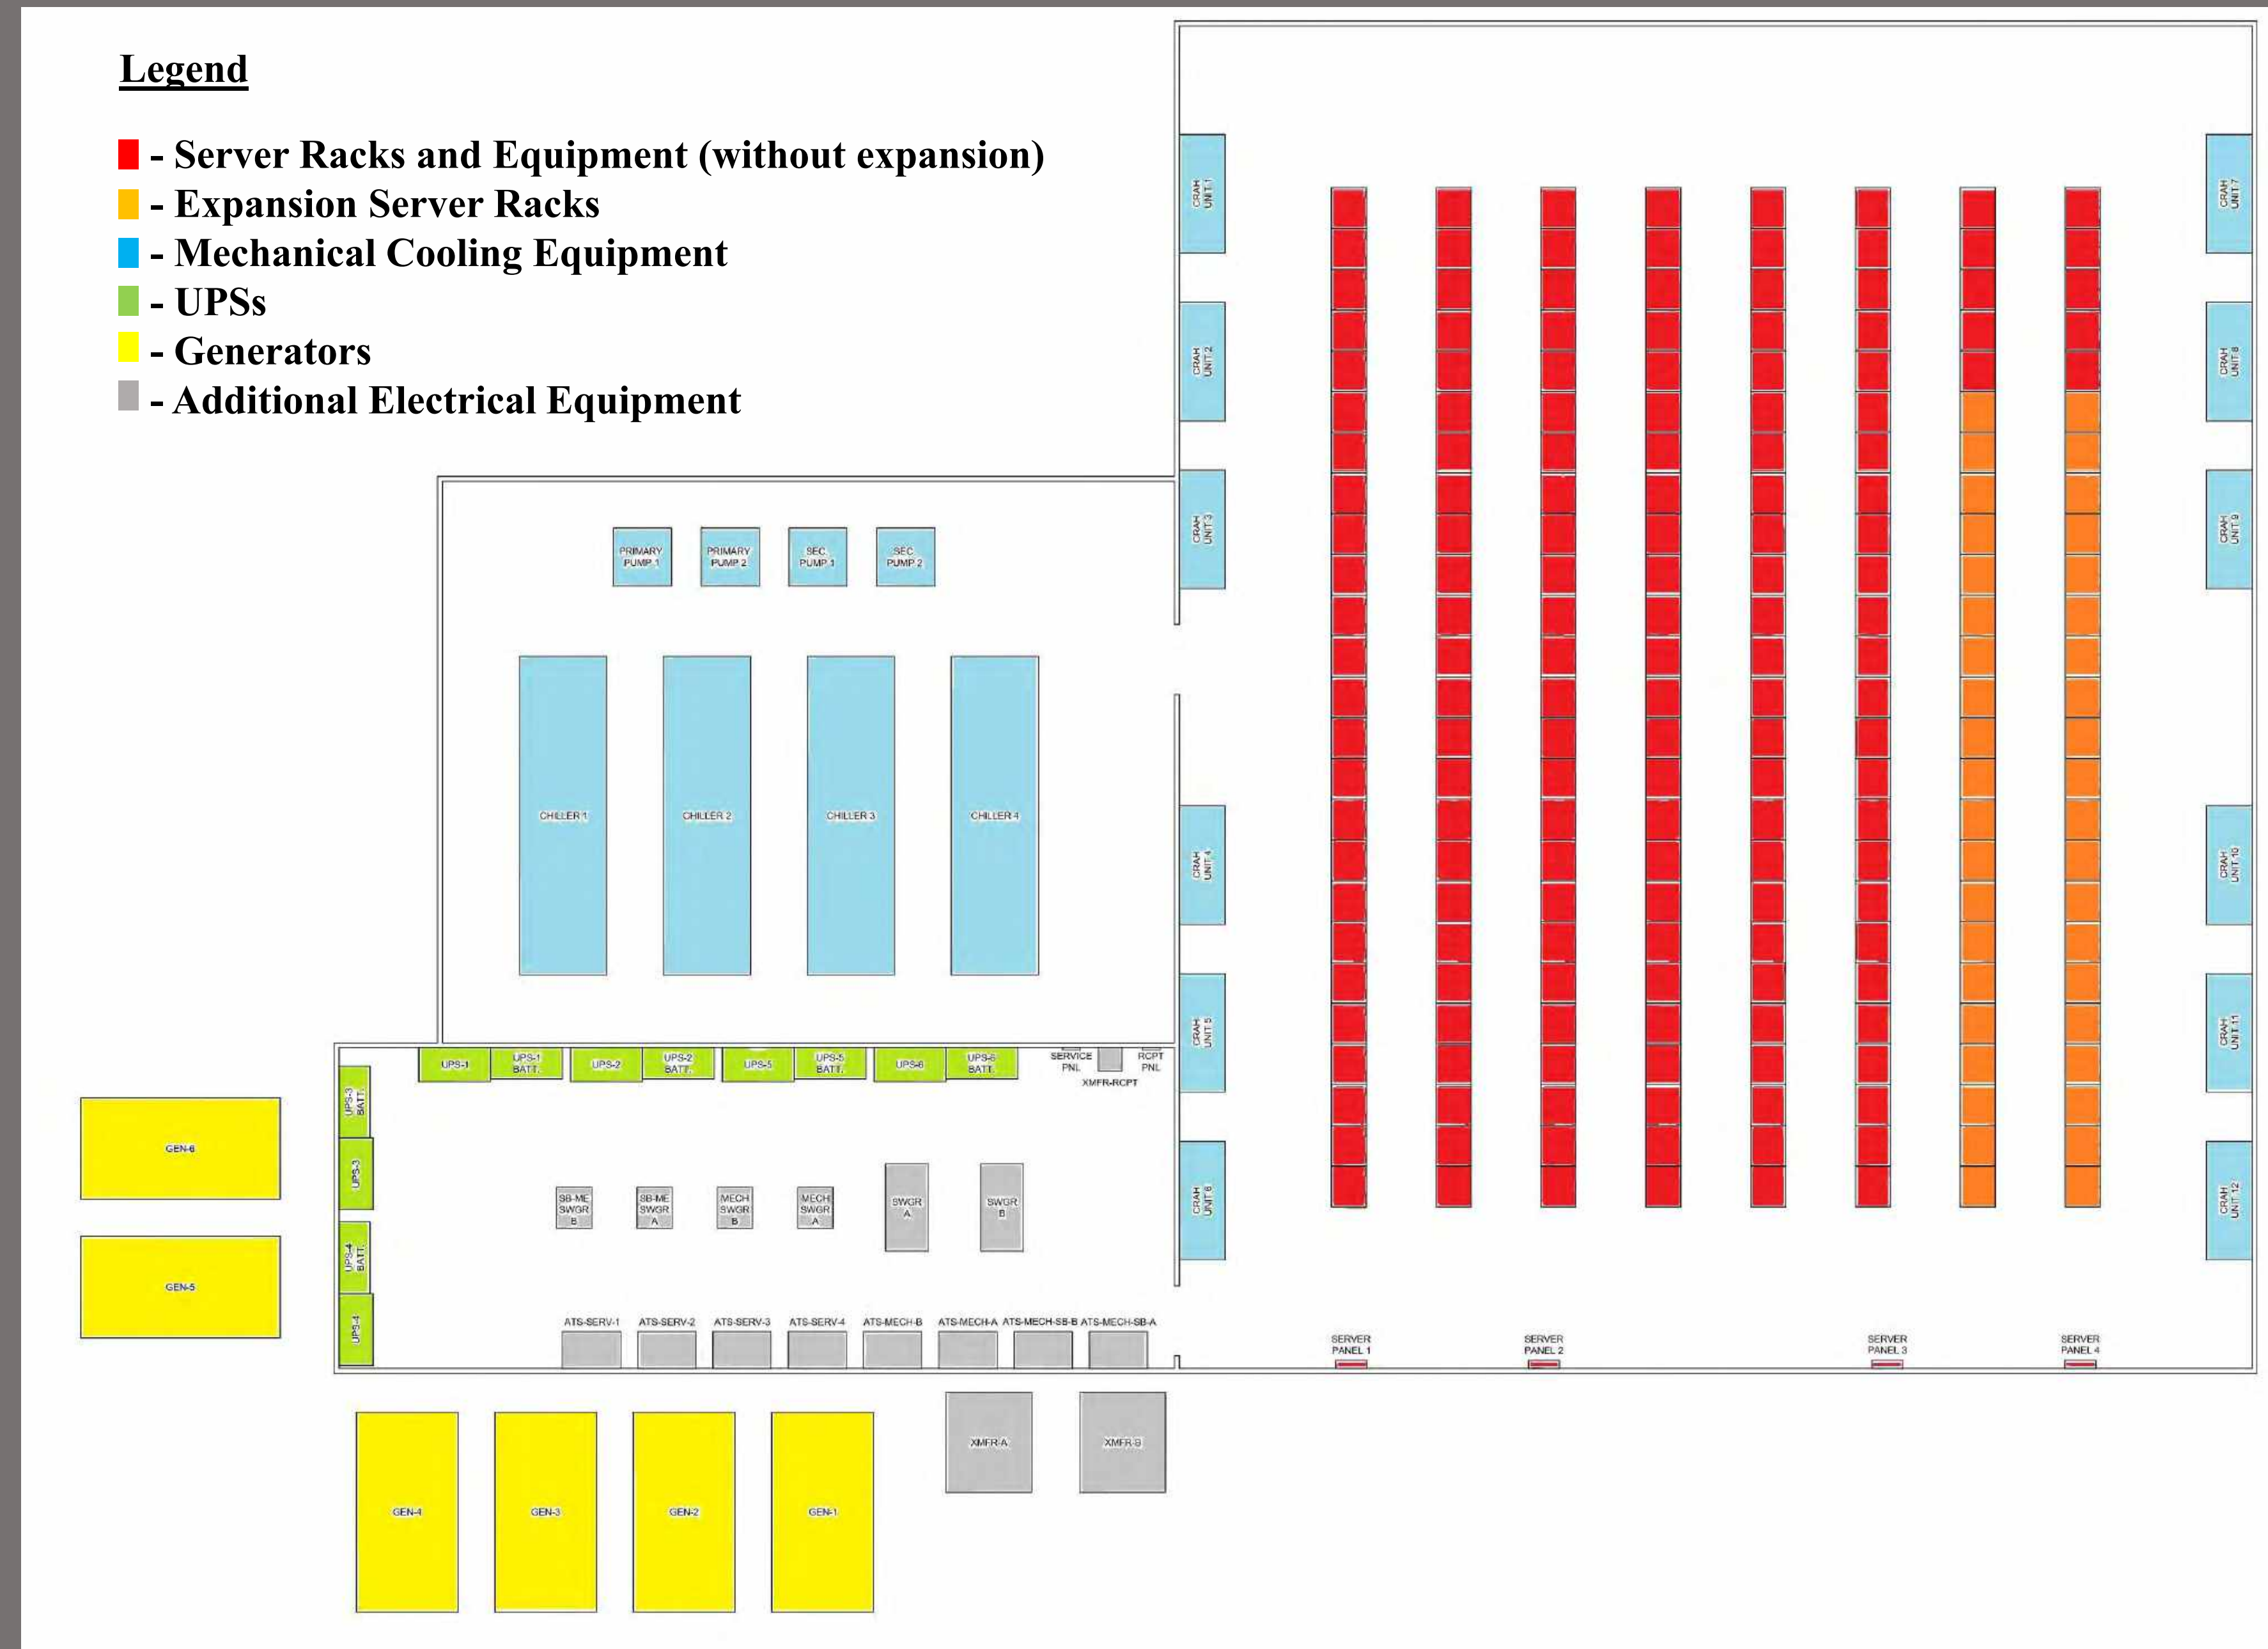 Legend
- Server Racks and Equipment (without expansion)
- Expansion Server Racks
- Mechanical Cooling Equipment
- UPSs
- Generators
- Additional Electrical Equipment
CRAH
UNIT 1
CRAH
UNIT 2
CRAH
UNIT 3
CRAH
UNIT 4
CRAH
UNIT 5
CRAH
UNIT 6
CRAH
UNIT 7
CRAH
UNIT 8
CRAH
UNIT 9
CRAH
UNIT 10
CRAH
UNIT 11
CRAH
UNIT 12
PRIMARY
PUMP 1
PRIMARY
PUMP 2
SEC
PUMP 1
SEC
PUMP 2
CHILLER 1
CHILLER 2
CHILLER 3
CHILLER 4
UPS-1
UPS-1
BATT.
UPS-2
UPS-2
BATT.
UPS-5
UPS-5
BATT.
UPS-6
UPS-6
BATT.
SERVICE
PNL
XMFR-RCPT
RCPT
PNL
UPS-3
BATT.
UPS-3
UPS-4
BATT.
UPS-4
GEN-6
GEN-5
SB-ME
SWGR
B
SB-ME
SWGR
A
MECH
SWGR
B
MECH
SWGR
A
SWGR
A
SWGR
B
ATS-SERV-1
ATS-SERV-2
ATS-SERV-3
ATS-SERV-4
ATS-MECH-B
ATS-MECH-A
ATS-MECH-SB-B
ATS-MECH-SB-A
SERVER
PANEL 1
SERVER
PANEL 2
SERVER
PANEL 3
SERVER
PANEL 4
XMFR-A
XMFR-B
GEN-4
GEN-3
GEN-2
GEN-1